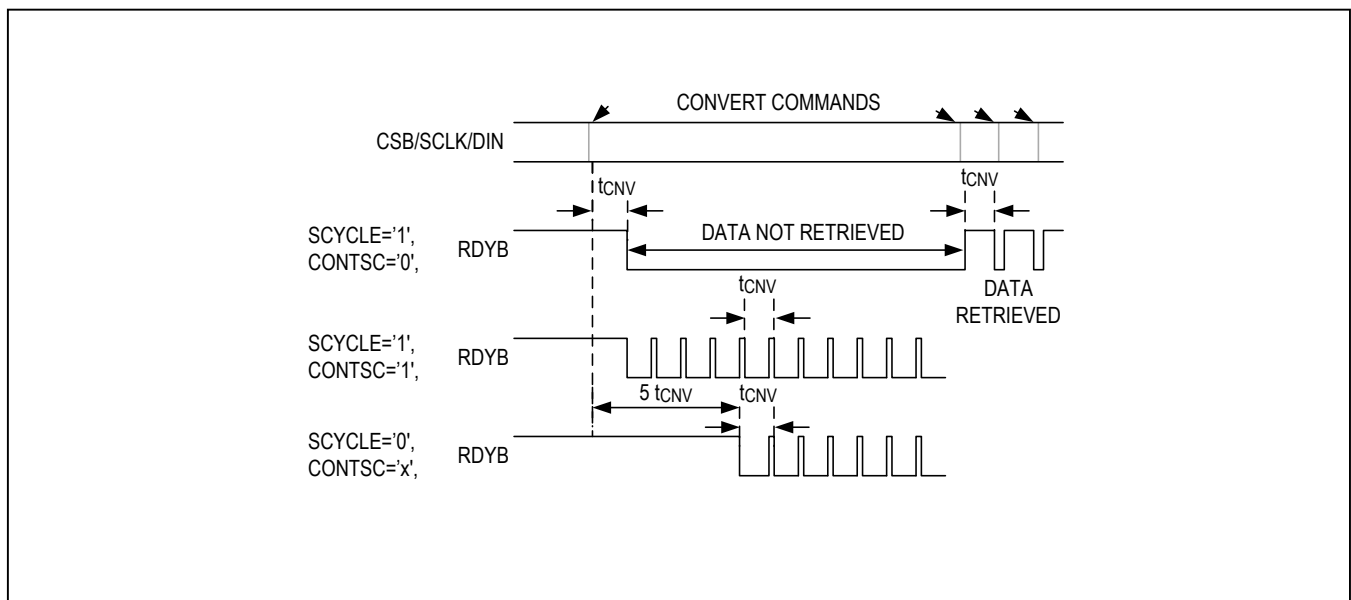 CONVERT COMMANDS
CSB/SCLK/DIN
tCNV
tCNV
SCYCLE='1',
CONTSC='0',
RDYB
DATA NOT RETRIEVED
DATA
RETRIEVED
tCNV
SCYCLE='1',
CONTSC='1',
RDYB
5 tCNV
tCNV
SCYCLE='0',
CONTSC='x',
RDYB